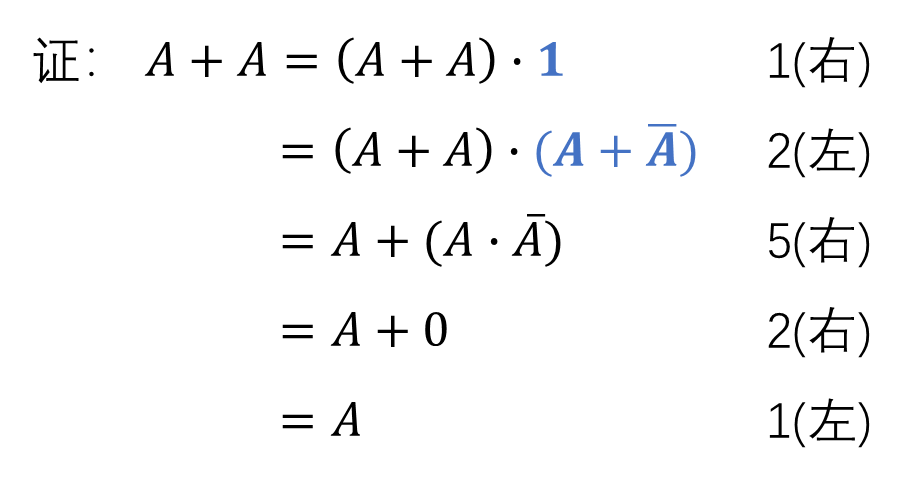 证: A + A = (A + A) · 1 1(右)
= (A + A) · (A + A̅) 2(左)
= A + (A · A̅) 5(右)
= A + 0 2(右)
= A 1(左)